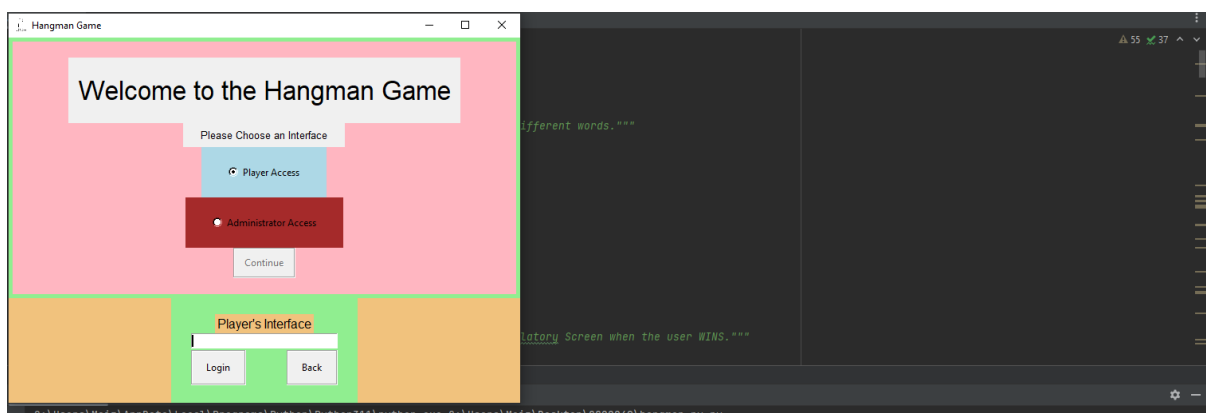 Hangman Game
55 37
Welcome to the Hangman Game
Please Choose an Interface
ifferent words."""
Player Access
Administrator Access
Continue
Player's Interface
latory Screen when the user WINS."""
Login Back